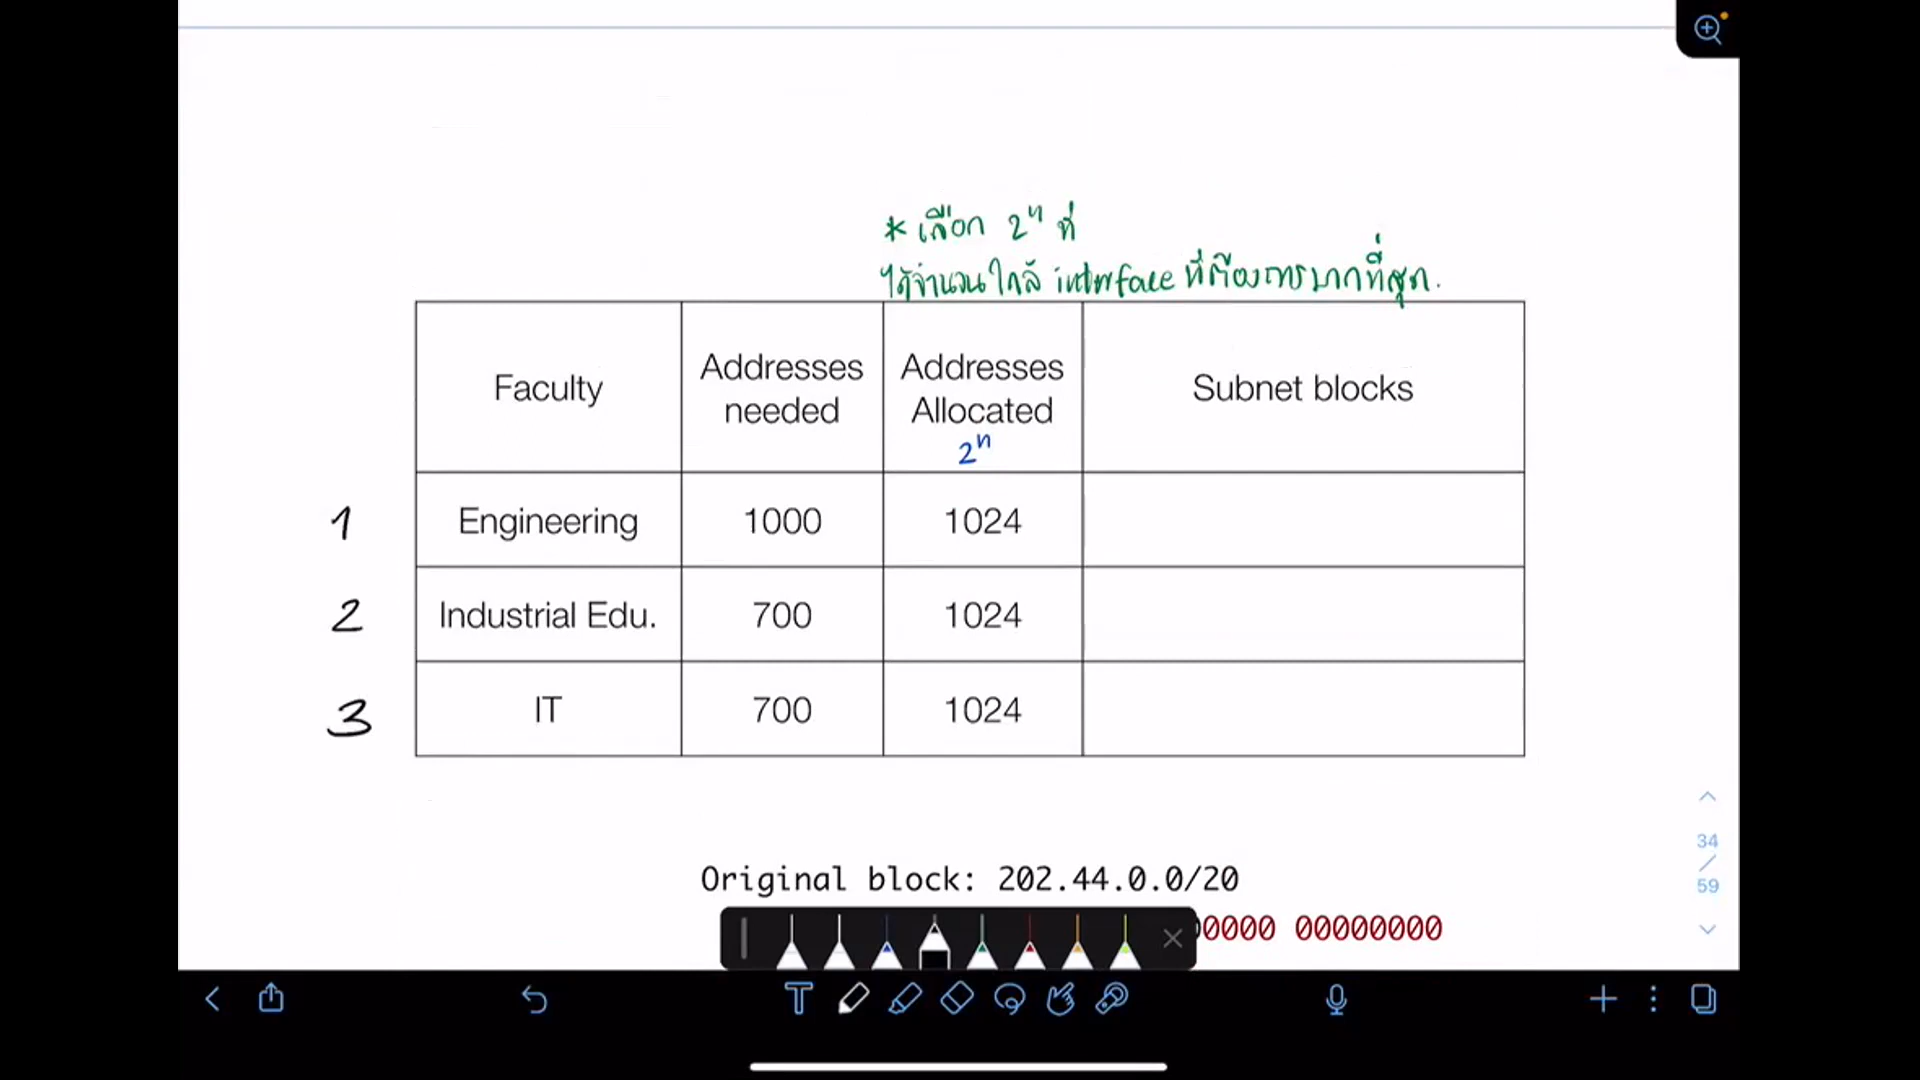 * เลือก 2ⁿ ที่
ได้จำนวนใกล้ interface ที่ต้องการมากที่สุด.
Faculty
Addresses needed
Addresses Allocated
2ⁿ
Subnet blocks
1 Engineering 1000 1024
2 Industrial Edu. 700 1024
3 IT 700 1024
Original block: 202.44.0.0/20
0000 00000000
34
/
59
T